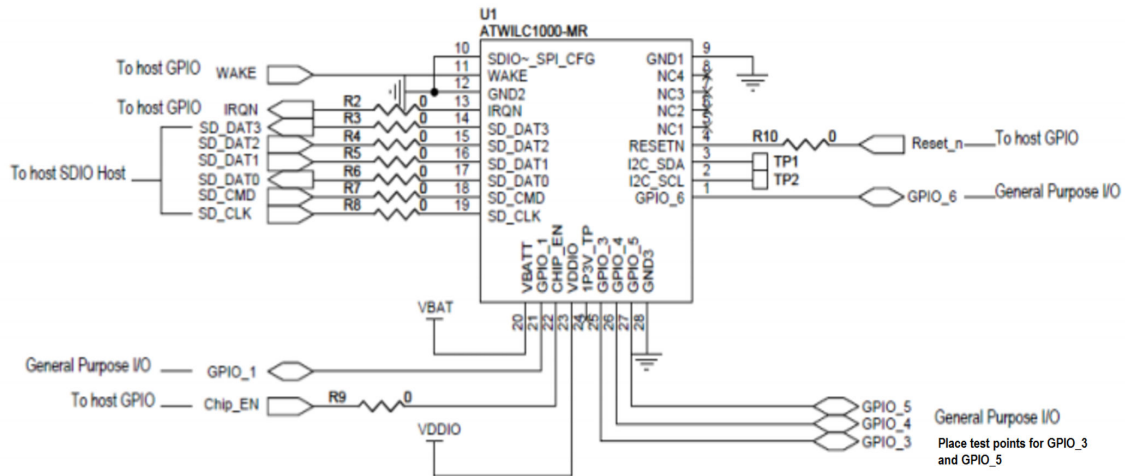 U1
ATWILC1000-MR
To host GPIO WAKE
To host GPIO IRQN R2 0
SD_DAT3 R3 0
SD_DAT2 R4 0
SD_DAT1 R5 0
To host SDIO Host
SD_DAT0 R6 0
SD_CMD R7 0
SD_CLK R8 0
10 SDIO~_SPI_CFG
11 WAKE
12 GND2
13 IRQN
14 SD_DAT3
15 SD_DAT2
16 SD_DAT1
17 SD_DAT0
18 SD_CMD
19 SD_CLK
GND1 9
NC4 8
NC3 7
NC2 6
NC1 5
RESETN 4
I2C_SDA 3
I2C_SCL 2
GPIO_6 1
R10 0 Reset_n To host GPIO
TP1
TP2
GPIO_6 General Purpose I/O
VBATT
GPIO_1
CHIP_EN
VDDIO
1P3V_TP
GPIO_3
GPIO_4
GPIO_5
GND3
20
21
22
23
24
25
26
27
28
VBAT
General Purpose I/O GPIO_1
To host GPIO Chip_EN R9 0
VDDIO
GPIO_5
GPIO_4 General Purpose I/O
GPIO_3
Place test points for GPIO_3
and GPIO_5